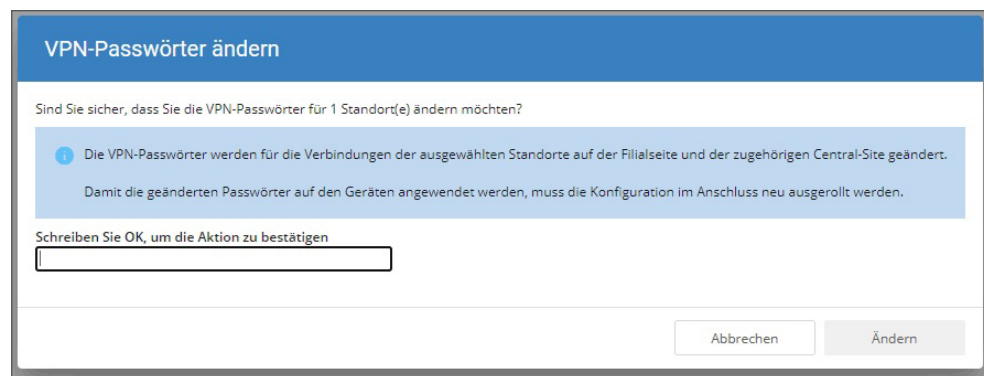 VPN-Passwörter ändern
Sind Sie sicher, dass Sie die VPN-Passwörter für 1 Standort(e) ändern möchten?
Die VPN-Passwörter werden für die Verbindungen der ausgewählten Standorte auf der Filialseite und der zugehörigen Central-Site geändert.
Damit die geänderten Passwörter auf den Geräten angewendet werden, muss die Konfiguration im Anschluss neu ausgerollt werden.
Schreiben Sie OK, um die Aktion zu bestätigen
Abbrechen Ändern